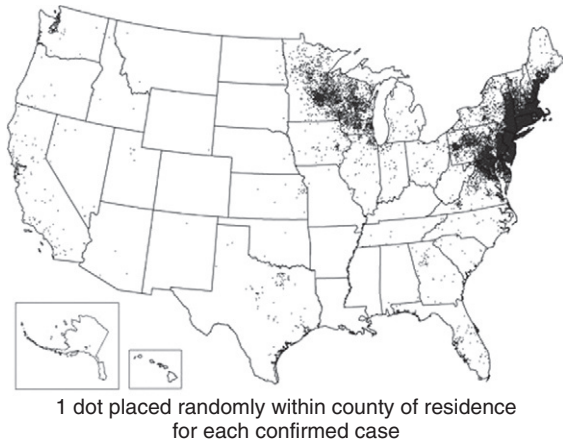 1 dot placed randomly within county of residence
for each confirmed case